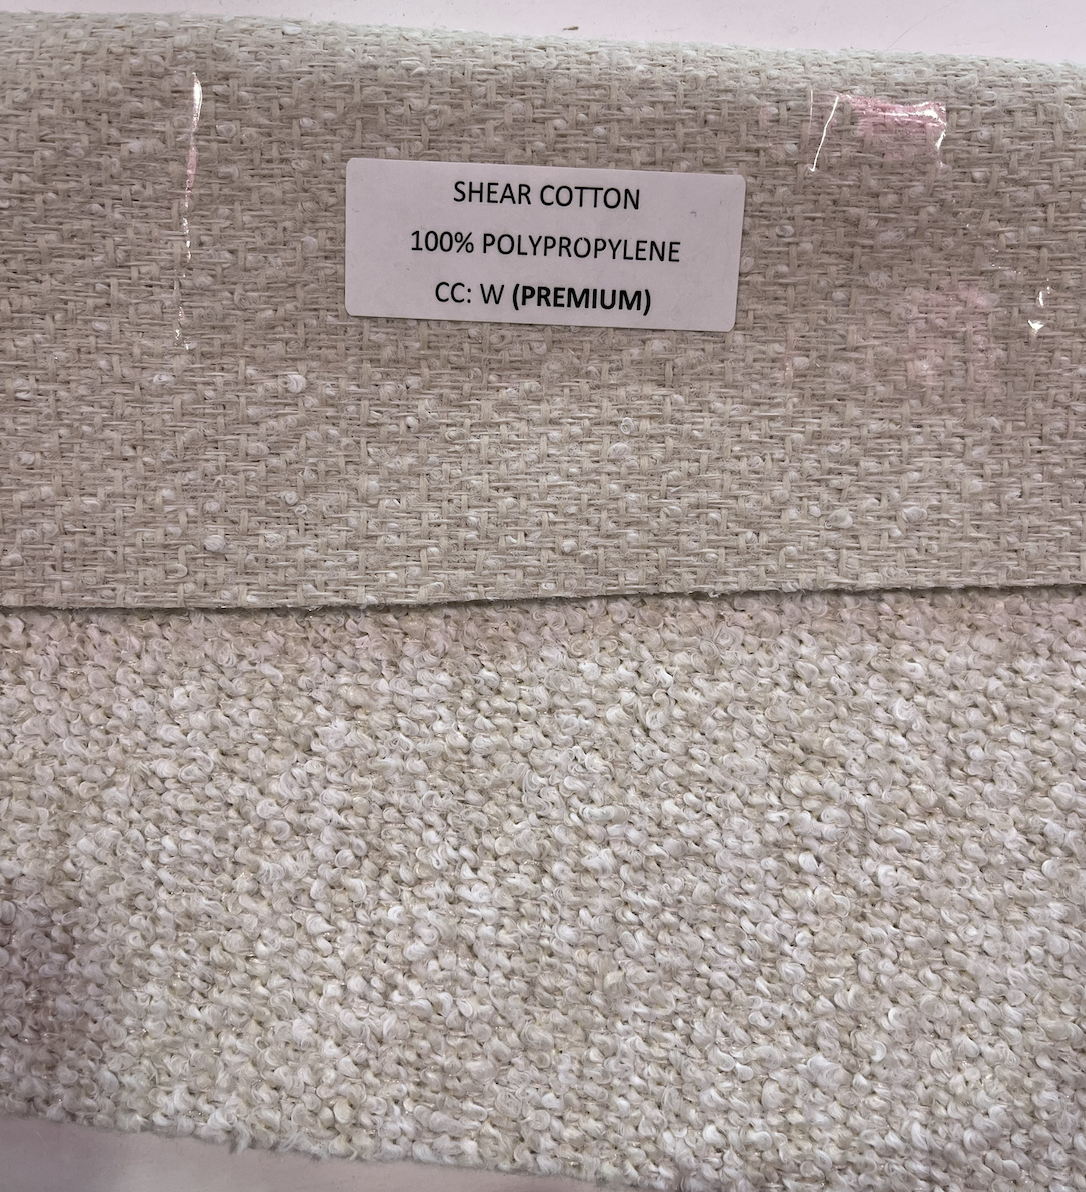 SHEAR COTTON
100% POLYPROPYLENE
CC: W (PREMIUM)